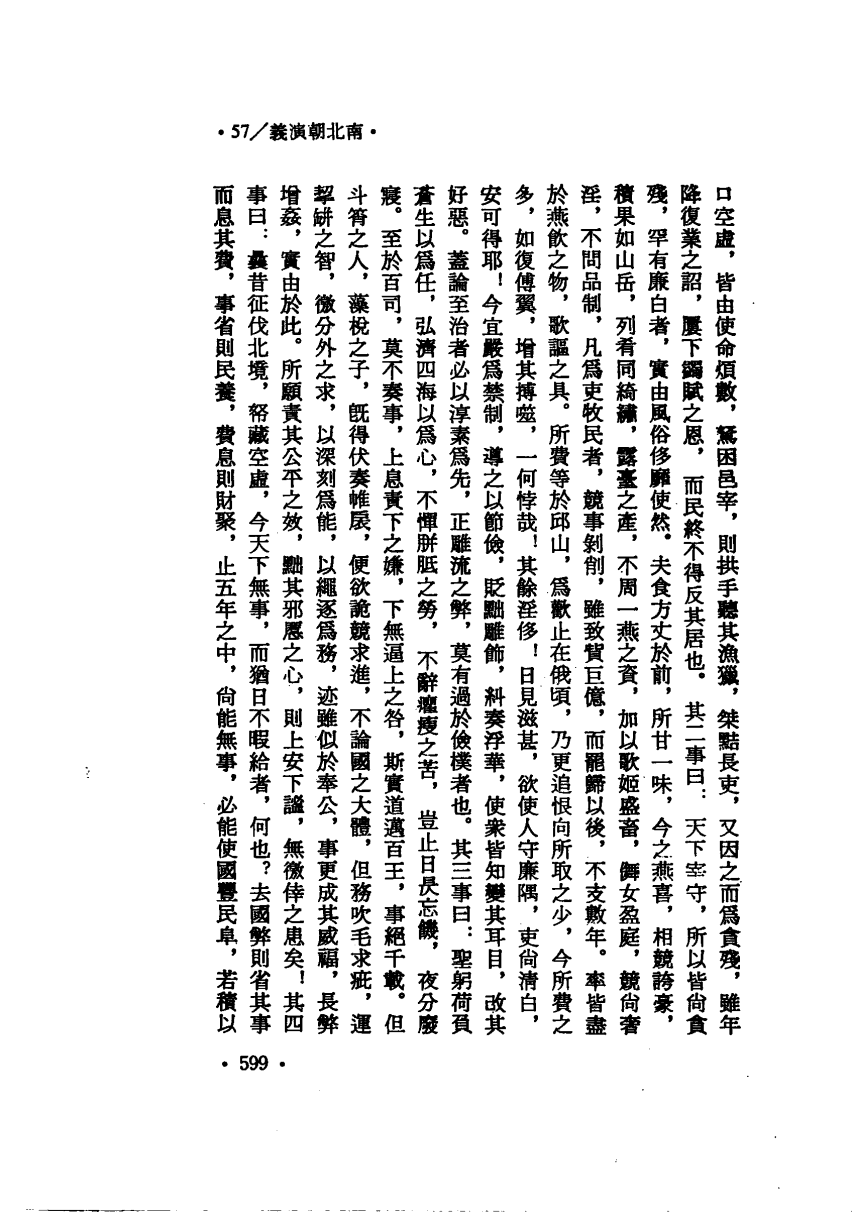 •57／義演朝北南•
口空虛，皆由使命煩數，駑困邑宰，則拱手聽其漁獵，桀黠長吏，又因之而爲貪殘，雖年
降復業之詔，屢下蠲賦之恩，而民終不得反其居也。其二事曰：天下宰守，所以皆尙貪
殘，罕有廉白者，實由風俗侈靡使然。夫食方丈於前，所甘一味，今之燕喜，相競誇豪，
積果如山岳，列肴同綺繡，露臺之產，不周一燕之資，加以歌姬盛畜，舞女盈庭，競尙奢
淫，不問品制，凡爲吏牧民者，競事剝削，雖致貲巨億，而罷歸以後，不支數年。率皆盡
於燕飮之物，歌謳之具。所費等於邱山，爲歡止在俄頃，乃更追恨向所取之少，今所費之
多，如復傅翼，增其搏噬，一何悖哉！其餘淫侈！日見滋甚，欲使人守廉隅，吏尙淸白，
安可得耶！今宜嚴爲禁制，導之以節儉，貶黜雕飾，糾奏浮華，使衆皆知變其耳目，改其
好惡。蓋論至治者必以淳素爲先，正雕流之弊，莫有過於儉樸者也。其三事曰：聖躬荷負
蒼生以爲任，弘濟四海以爲心，不憚胼胝之勞，不辭癯瘦之苦，豈止日昃忘饑，夜分廢
寢。至於百司，莫不奏事，上息責下之嫌，下無逼上之咎，斯實道邁百王，事絕千載。但
斗筲之人，藻梲之子，旣得伏奏帷扆，便欲詭競求進，不論國之大體，但務吹毛求疵，運
挈缾之智，徼分外之求，以深刻爲能，以繩逐爲務，迹雖似於奉公，事更成其威福，長弊
增姦，實由於此。所願責其公平之效，黜其邪慝之心，則上安下謐，無徼倖之患矣！其四
事曰：曩昔征伐北境，帑藏空虛，今天下無事，而猶日不暇給者，何也？去國弊則省其事
而息其費，事省則民養，費息則財聚，止五年之中，尙能無事，必能使國豐民阜，若積以
•599•